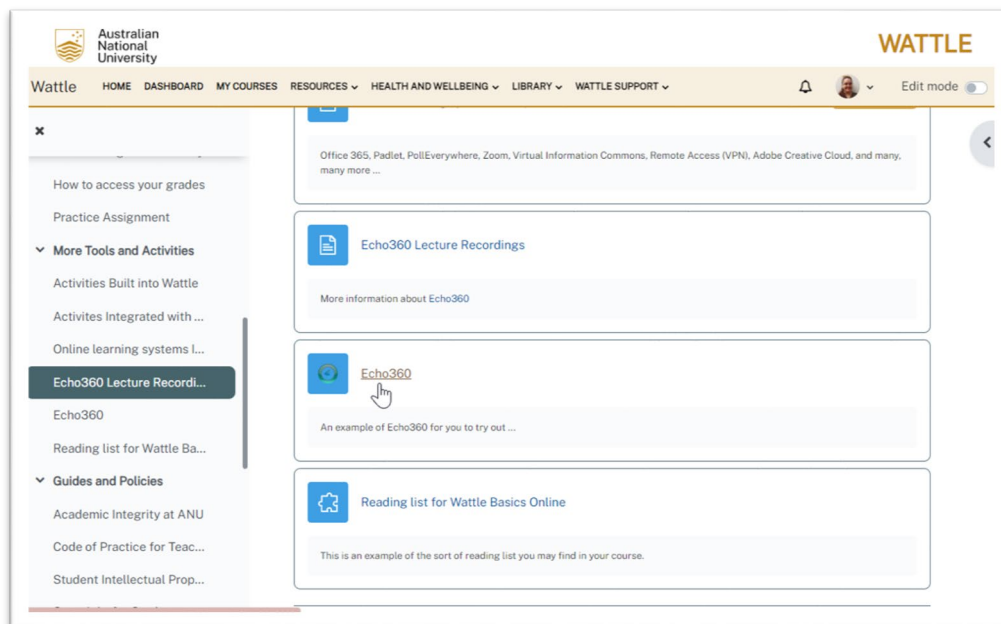 Australian
National
University
WATTLE
Wattle HOME DASHBOARD MY COURSES RESOURCES HEALTH AND WELLBEING LIBRARY WATTLE SUPPORT Edit mode
Office 365, Padlet, PollEverywhere, Zoom, Virtual Information Commons, Remote Access (VPN), Adobe Creative Cloud, and many,
many more ...
How to access your grades
Practice Assignment
More Tools and Activities
Activities Built into Wattle
Activites Integrated with ...
Online learning systems I...
Echo360 Lecture Recordi...
Echo360
Reading list for Wattle Ba...
Guides and Policies
Academic Integrity at ANU
Code of Practice for Teac...
Student Intellectual Prop...
Echo360 Lecture Recordings
More information about Echo360
Echo360
An example of Echo360 for you to try out ...
Reading list for Wattle Basics Online
This is an example of the sort of reading list you may find in your course.